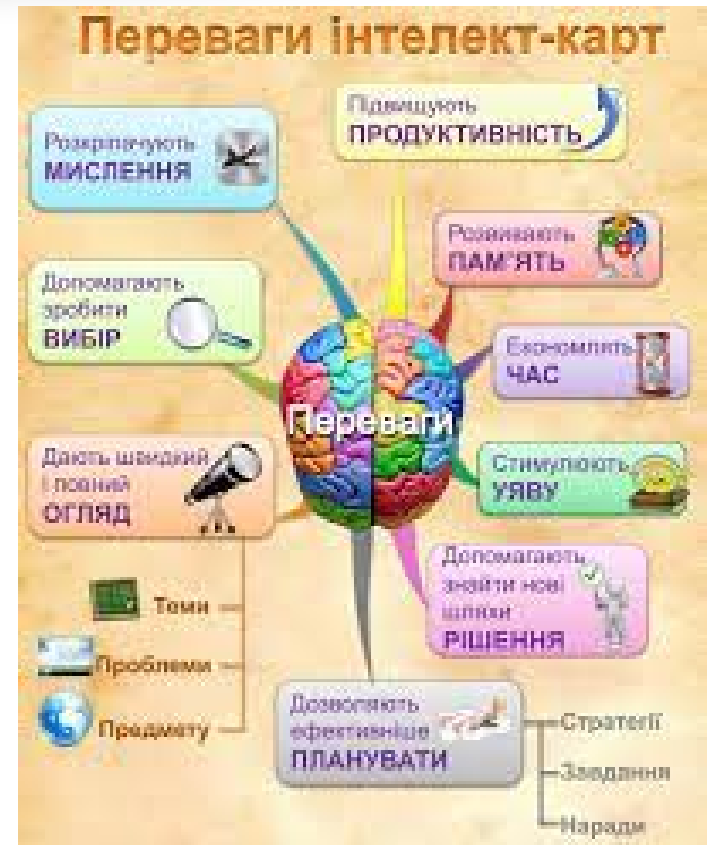 Переваги інтелект-карт
Підвищують
ПРОДУКТИВНІСТЬ
Розкріпачують
МИСЛЕННЯ
Розвивають
ПАМ'ЯТЬ
Допомагають
зробити
ВИБІР
Економлять
ЧАС
Переваги
Дають швидкий
і повний
ОГЛЯД
Стимулюють
УЯВУ
Допомагають
знайти нові
шляхи
РІШЕННЯ
Теми
Проблеми
Предмету
Дозволяють
ефективніше
ПЛАНУВАТИ
Стратегії
Завдання
Наради